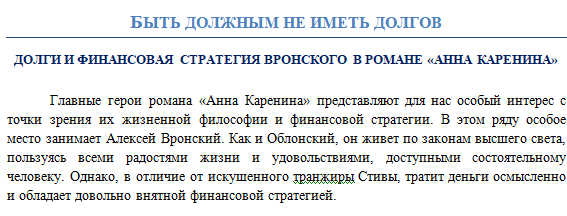 Быть должным не иметь долгов
ДОЛГИ И ФИНАНСОВАЯ СТРАТЕГИЯ ВРОНСКОГО В РОМАНЕ «АННА КАРЕНИНА»
Главные герои романа «Анна Каренина» представляют для нас особый интерес с
точки зрения их жизненной философии и финансовой стратегии. В этом ряду особое
место занимает Алексей Вронский. Как и Облонский, он живет по законам высшего света,
пользуясь всеми радостями жизни и удовольствиями, доступными состоятельному
человеку. Однако, в отличие от искушенного транжиры Стивы, тратит деньги осмысленно
и обладает довольно внятной финансовой стратегией.